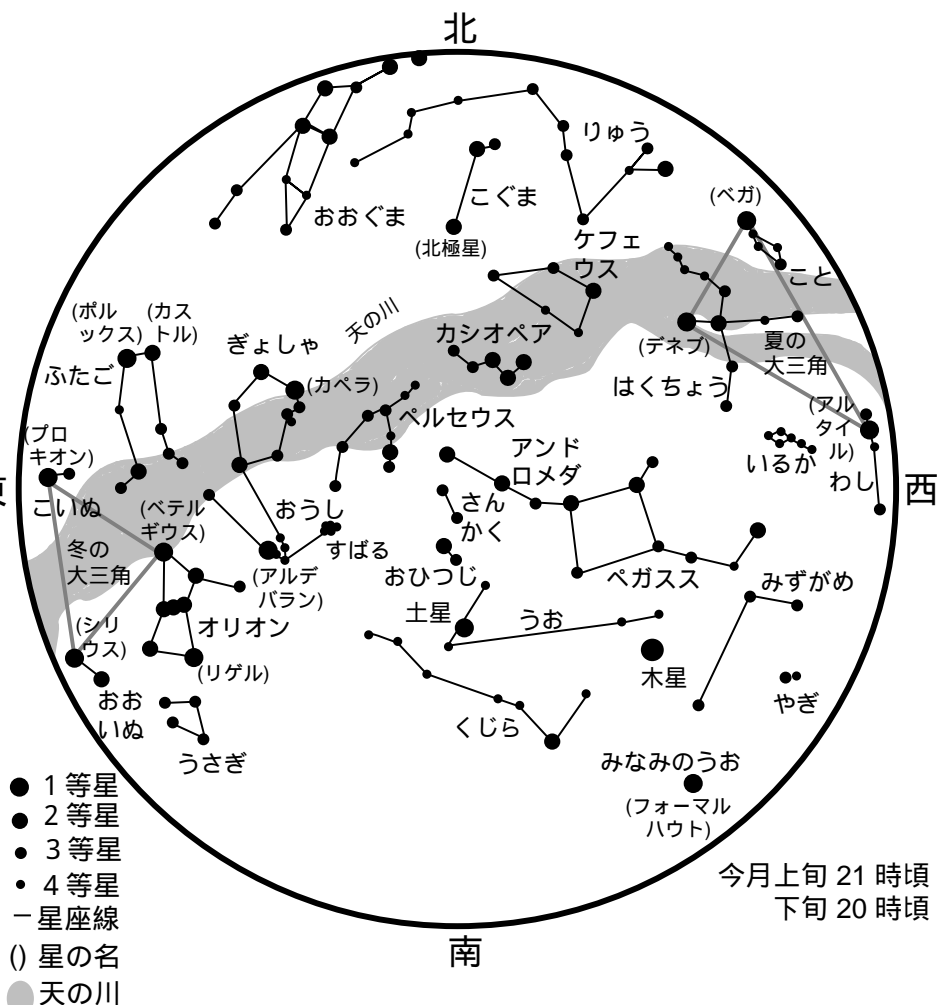 北
りゅう
(ベガ)
こぐま
おおぐま
(北極星)
ケフェ
ウス
こと
(ポル
ックス)
(カス
トル)
天の川
ぎょしゃ
カシオペア
(デネブ)
夏の
大三角
ふたご
(カペラ)
はくちょう
ペルセウス
(アル
タイ
ル)
(プロ
キオン)
アンド
ロメダ
いるか
わし
西
こいぬ
(ベテル
ギウス)
おうし
さん
かく
すばる
冬の
大三角
(アルデ
バラン)
おひつじ
ペガスス
みずがめ
土星
うお
オリオン
(シリ
ウス)
(リゲル)
木星
おお
いぬ
くじら
やぎ
うさぎ
みなみのうお
(フォーマル
ハウト)
1 等星
2 等星
3 等星
4 等星
星座線
() 星の名
天の川
今月上旬 21 時頃
下旬 20 時頃
南